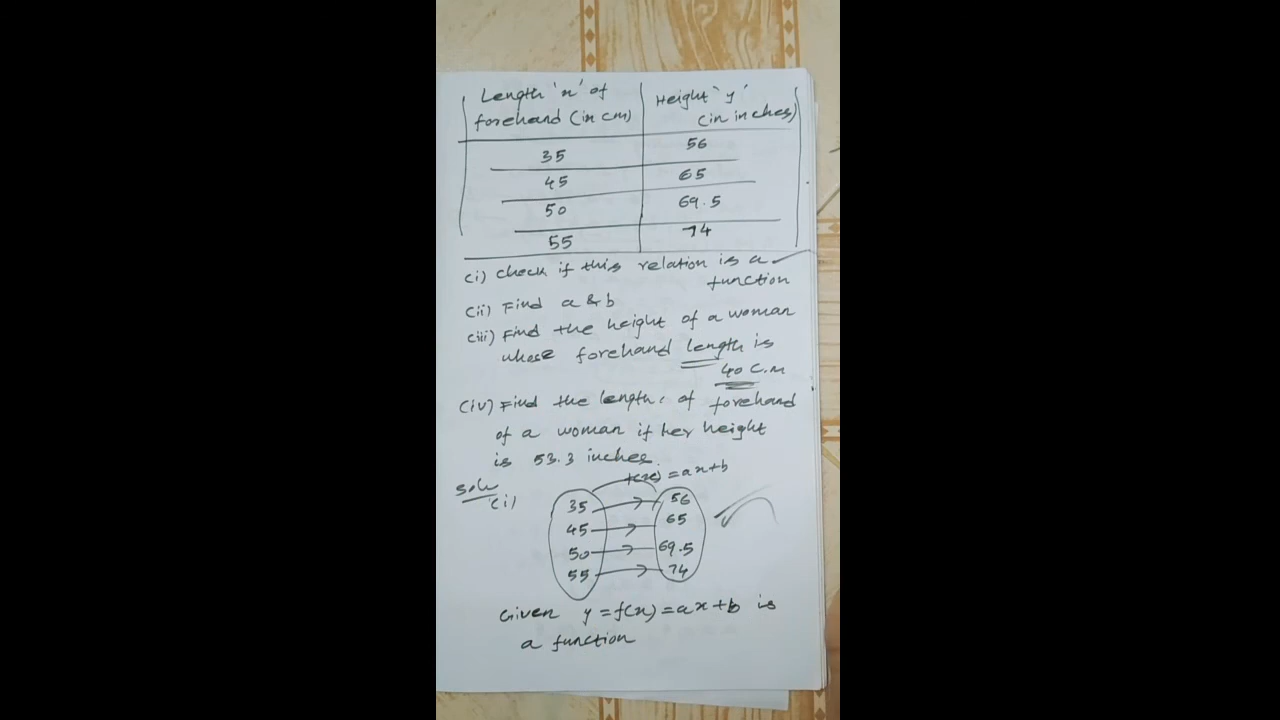 Length 'x' of
forehand (in cm)
Height 'y'
(in inches)
35
56
45
65
50
69.5
55
74
(i) Check if this relation is a
function
(ii) Find a & b
(iii) Find the height of a woman
whose forehand length is
40 C.M
(iv) Find the length of forehand
of a woman if her height
is 53.3 inches
f(x) = ax+b
Soln
(i)
35 56
45 65
50 69.5
55 74
Given y = f(x) = ax+b is
a function